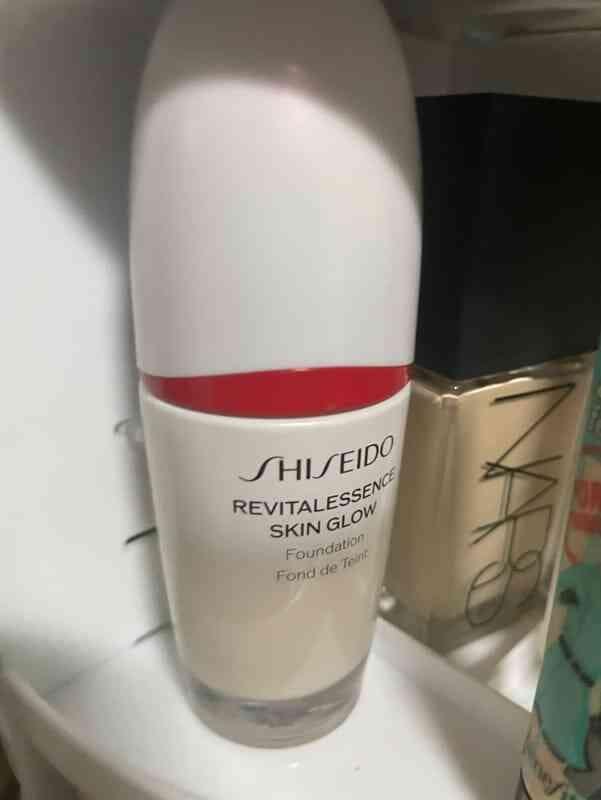 SHISEIDO
REVITALESSENCE
SKIN GLOW
Foundation
Fond de Teint
NARS